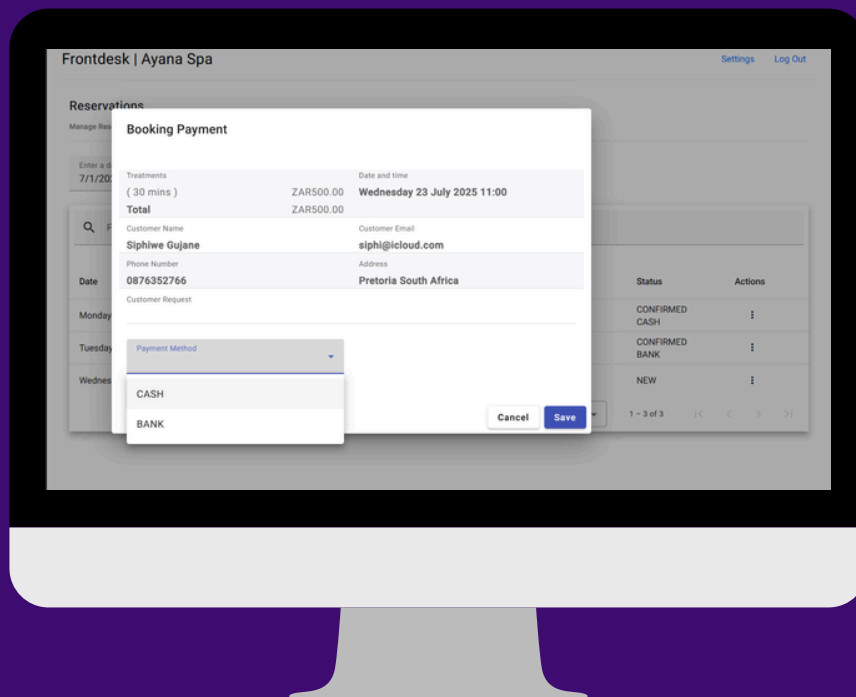 Frontdesk | Ayana Spa
Settings Log Out
Reservations
Manage
Booking Payment
Enter a
Treatments Date and time
( 30 mins ) ZAR500.00 Wednesday 23 July 2025 11:00
Total ZAR500.00
Customer Name Customer Email
Siphiwe Gujane siphi@icloud.com
Phone Number Address
0876352766 Pretoria South Africa
Customer Request
Date Status Actions
Monday CONFIRMED
CASH
Tuesday CONFIRMED
BANK
NEW
Payment Method
CASH
BANK
Cancel Save
1 – 3 of 3